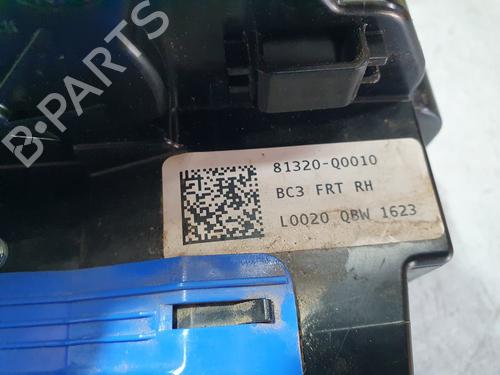 B-PARTS
81320-Q0010
BC3 FRT RH
L0020 QBW 1623